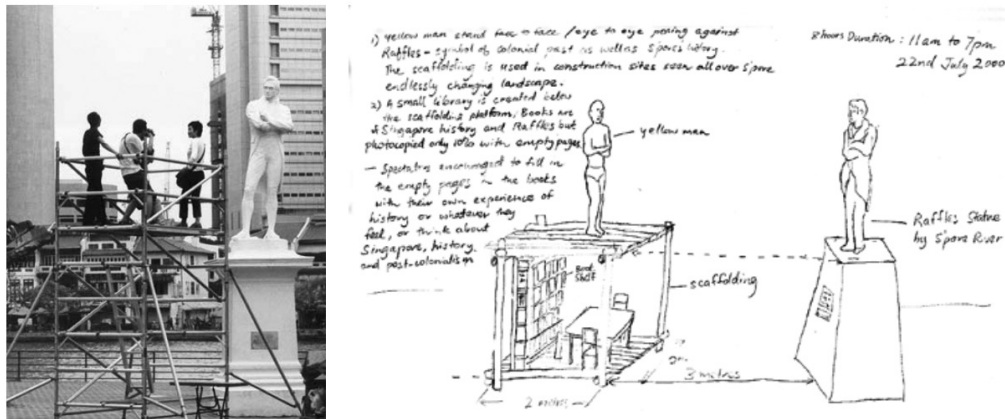 1) Yellow man stand face to face / eye to eye posing against
Raffles - symbol of colonial past as well as S'pore history.
The scaffolding is used in construction sites seen all over S'pore
endlessly changing landscape.
2) A small library is created below
the scaffolding platform, Books are
of Singapore history and Raffles but
photocopied only 10% with empty pages
- Spectators encouraged to fill in
the empty pages in the books
with their own experience of
history or whatever they
feel, or think about
Singapore, history
and post-colonialism
8 hours Duration : 11am to 7pm
22nd July 2000
yellow man
Raffles Statue
by S'pore River
Book
Shelf
scaffolding
2m
3 metres
2 metres